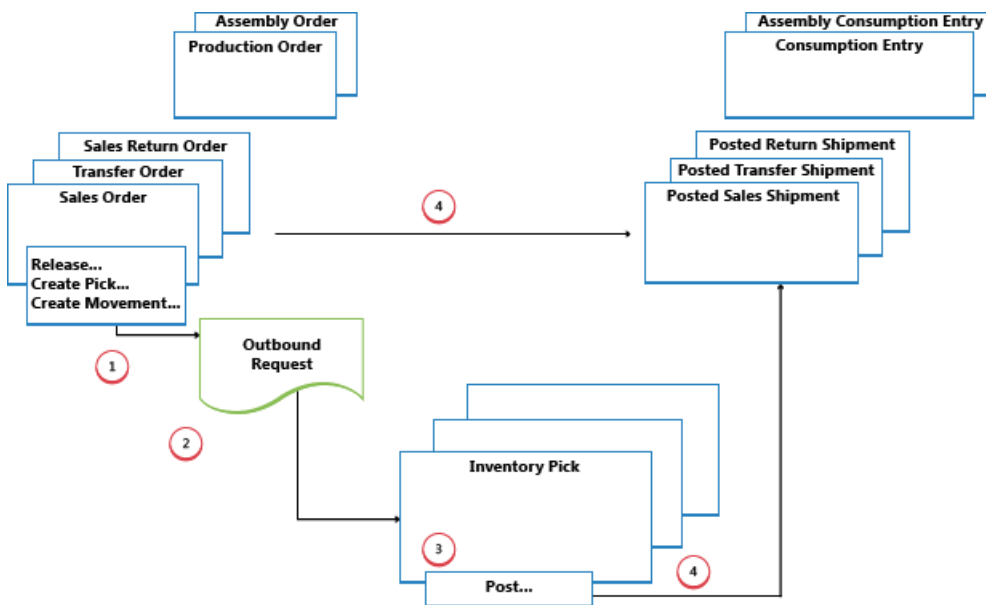 Assembly Order
Production Order
Assembly Consumption Entry
Consumption Entry
Sales Return Order
Transfer Order
Sales Order
Release...
Create Pick...
Create Movement...
4
Posted Return Shipment
Posted Transfer Shipment
Posted Sales Shipment
1
Outbound
Request
2
Inventory Pick
3
Post...
4